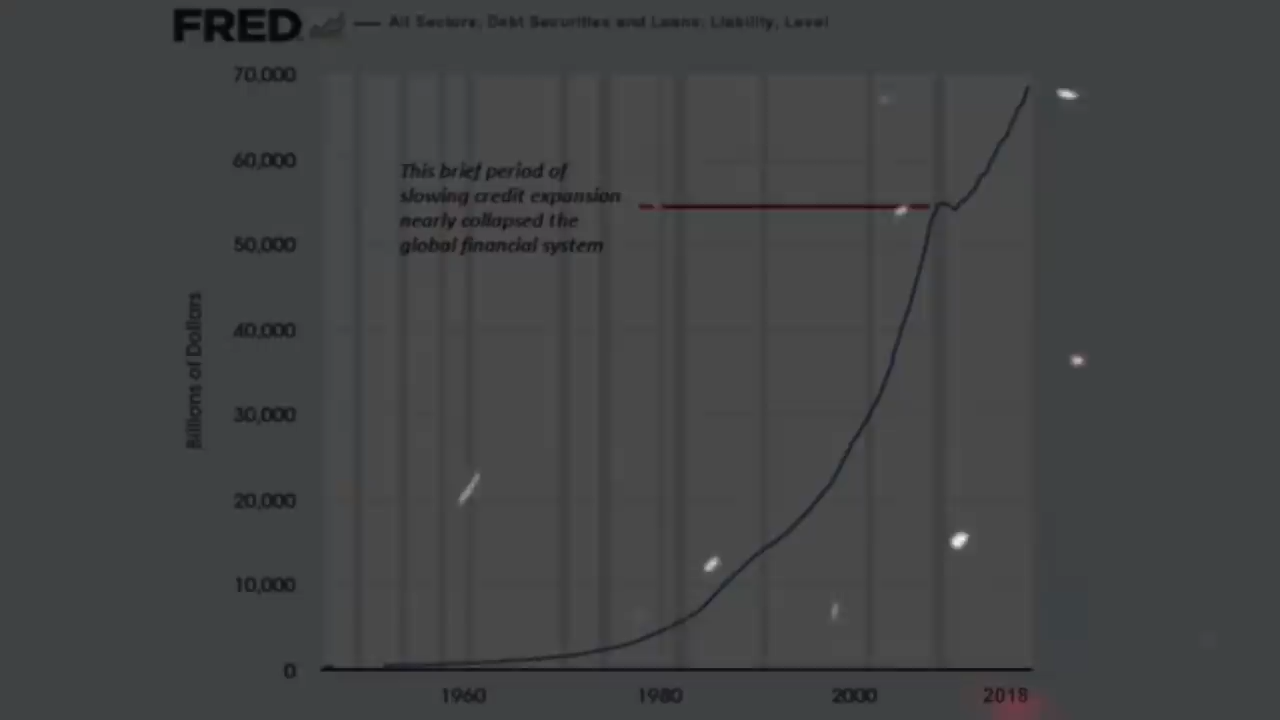 FRED — All Sectors; Debt Securities and Loans; Liability, Level
70,000
60,000
50,000
40,000
30,000
20,000
10,000
0
Billions of Dollars
This brief period of
slowing credit expansion
nearly collapsed the
global financial system
1960 1980 2000 2018